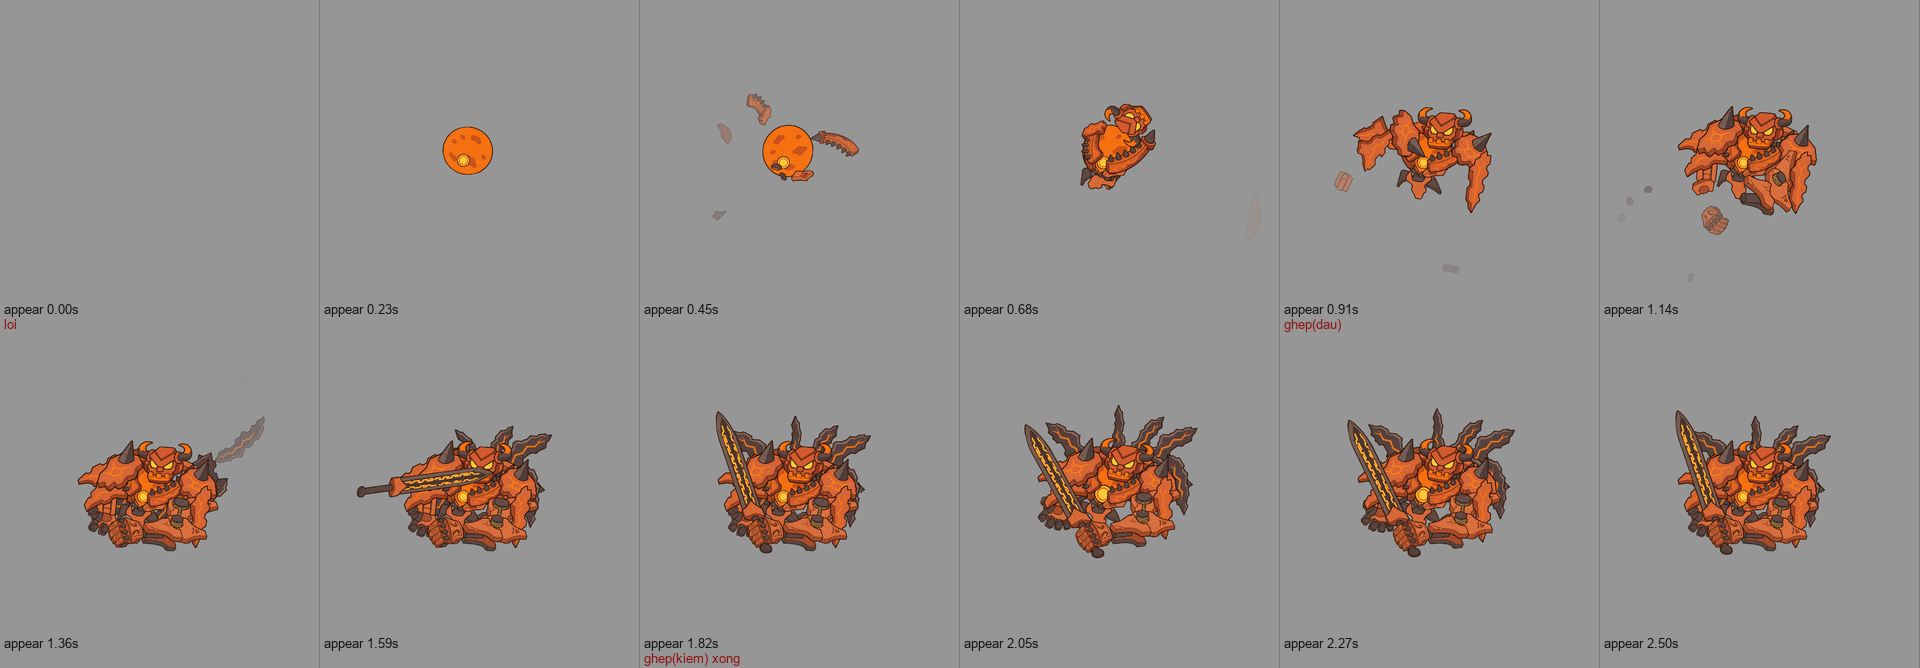 appear 0.00s
loi
appear 0.23s
appear 0.45s
appear 0.68s
appear 0.91s
ghep(dau)
appear 1.14s
appear 1.36s
appear 1.59s
appear 1.82s
ghep(kiem) xong
appear 2.05s
appear 2.27s
appear 2.50s